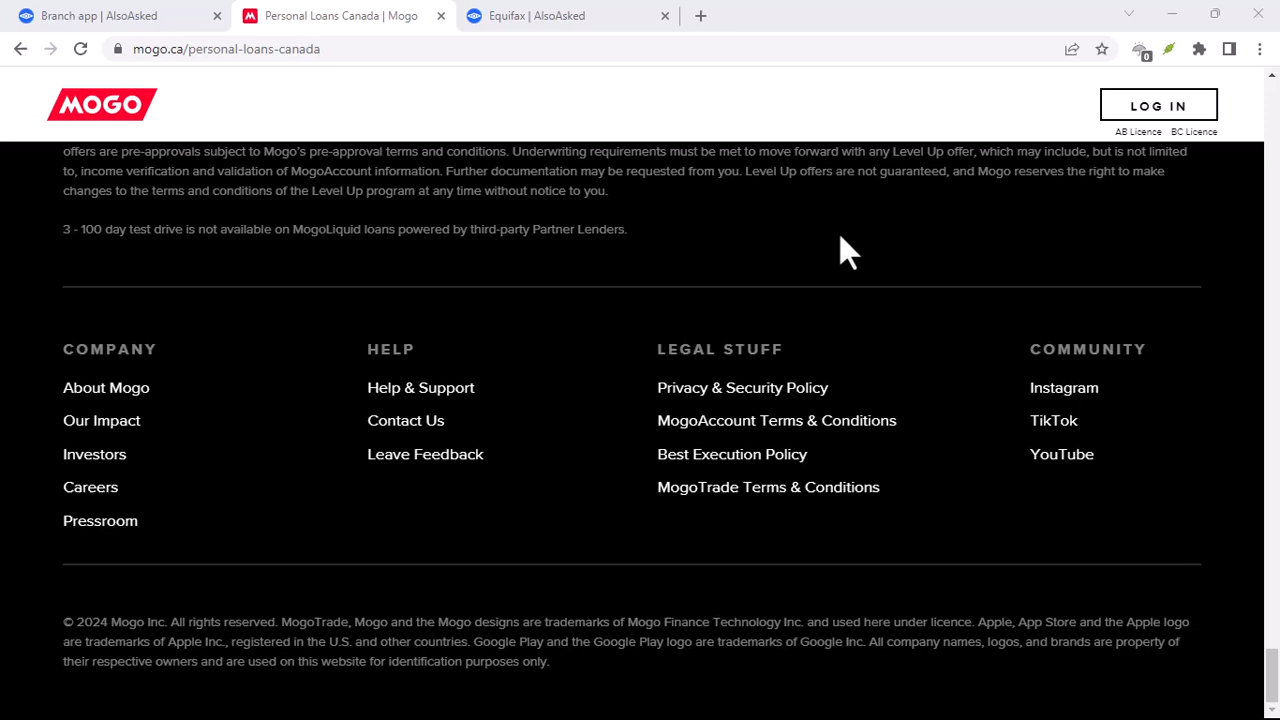 Branch app | AlsoAsked
Personal Loans Canada | Mogo
Equifax | AlsoAsked
mogo.ca/personal-loans-canada
0
MOGO
LOG IN
AB Licence BC Licence
offers are pre-approvals subject to Mogo's pre-approval terms and conditions. Underwriting requirements must be met to move forward with any Level Up offer, which may include, but is not limited
to, income verification and validation of MogoAccount information. Further documentation may be requested from you. Level Up offers are not guaranteed, and Mogo reserves the right to make
changes to the terms and conditions of the Level Up program at any time without notice to you.
3 - 100 day test drive is not available on MogoLiquid loans powered by third-party Partner Lenders.
COMPANY
About Mogo
Our Impact
Investors
Careers
Pressroom
HELP
Help & Support
Contact Us
Leave Feedback
LEGAL STUFF
Privacy & Security Policy
MogoAccount Terms & Conditions
Best Execution Policy
MogoTrade Terms & Conditions
COMMUNITY
Instagram
TikTok
YouTube
© 2024 Mogo Inc. All rights reserved. MogoTrade, Mogo and the Mogo designs are trademarks of Mogo Finance Technology Inc. and used here under licence. Apple, App Store and the Apple logo
are trademarks of Apple Inc., registered in the U.S. and other countries. Google Play and the Google Play logo are trademarks of Google Inc. All company names, logos, and brands are property of
their respective owners and are used on this website for identification purposes only.